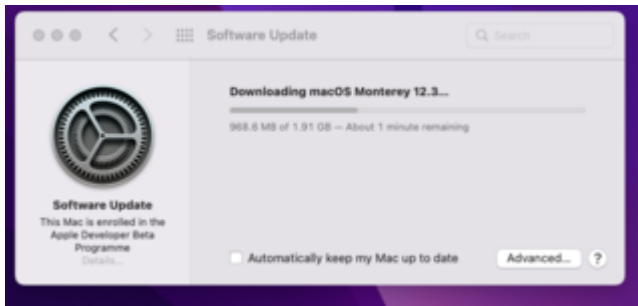 Software Update
Search
Downloading macOS Monterey 12.3...
968.6 MB of 1.91 GB — About 1 minute remaining
Software Update
This Mac is enrolled in the
Apple Developer Beta
Programme
Details...
Automatically keep my Mac up to date
Advanced...
?